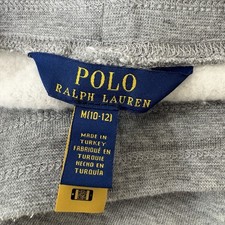 POLO
RALPH LAUREN
M(10-12)
MADE IN
TURKEY
FABRIQUÉ EN
TURQUIE
HECHO EN
TURQUÍA